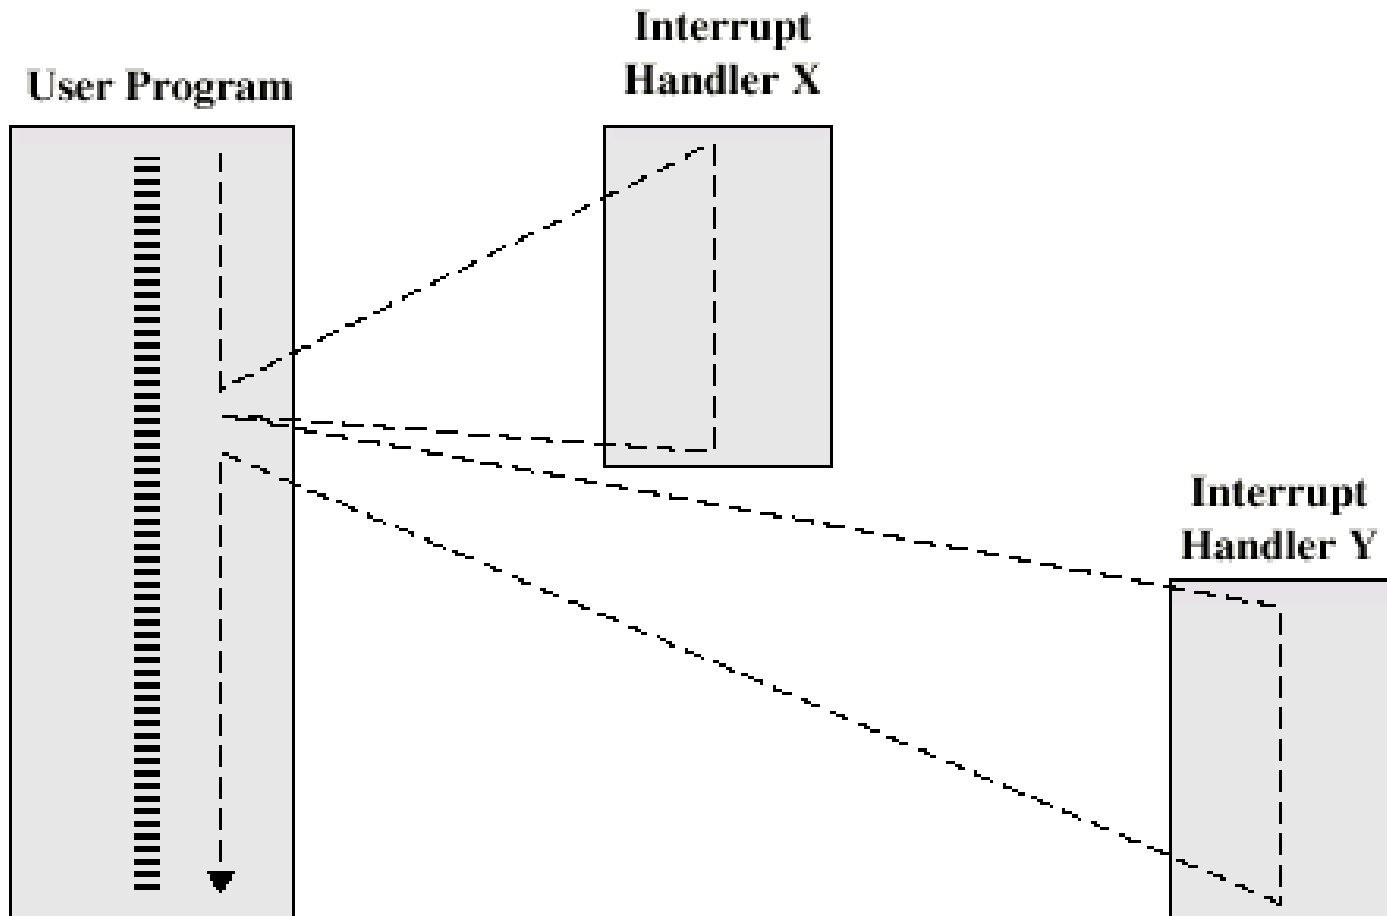 User Program
Interrupt
Handler X
Interrupt
Handler Y